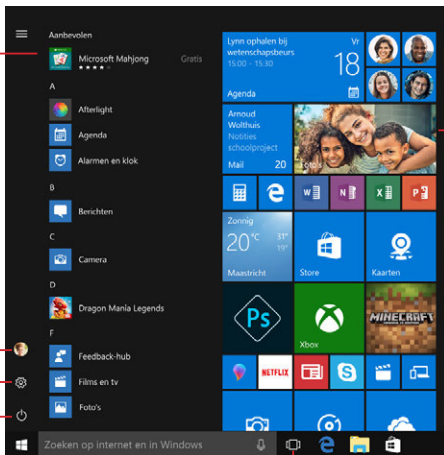 Aanbevolen
Microsoft Mahjong
Gratis
A
Afterlight
Agenda
Alarmen en klok
B
Berichten
C
Camera
D
Dragon Mania Legends
F
Feedback-hub
Films en tv
Foto's
Zoeken op internet en in Windows
Lynn ophalen bij
wetenschapsbeurs
15:00 - 15:30
Vr
18
Agenda
Arnoud
Wolthuis
Notities
schoolproject
Mail 20
Foto's
Zonnig
20°C
31°
19°
Maastricht
Store
Kaarten
Ps
Xbox
MINECRAFT
NETFLIX